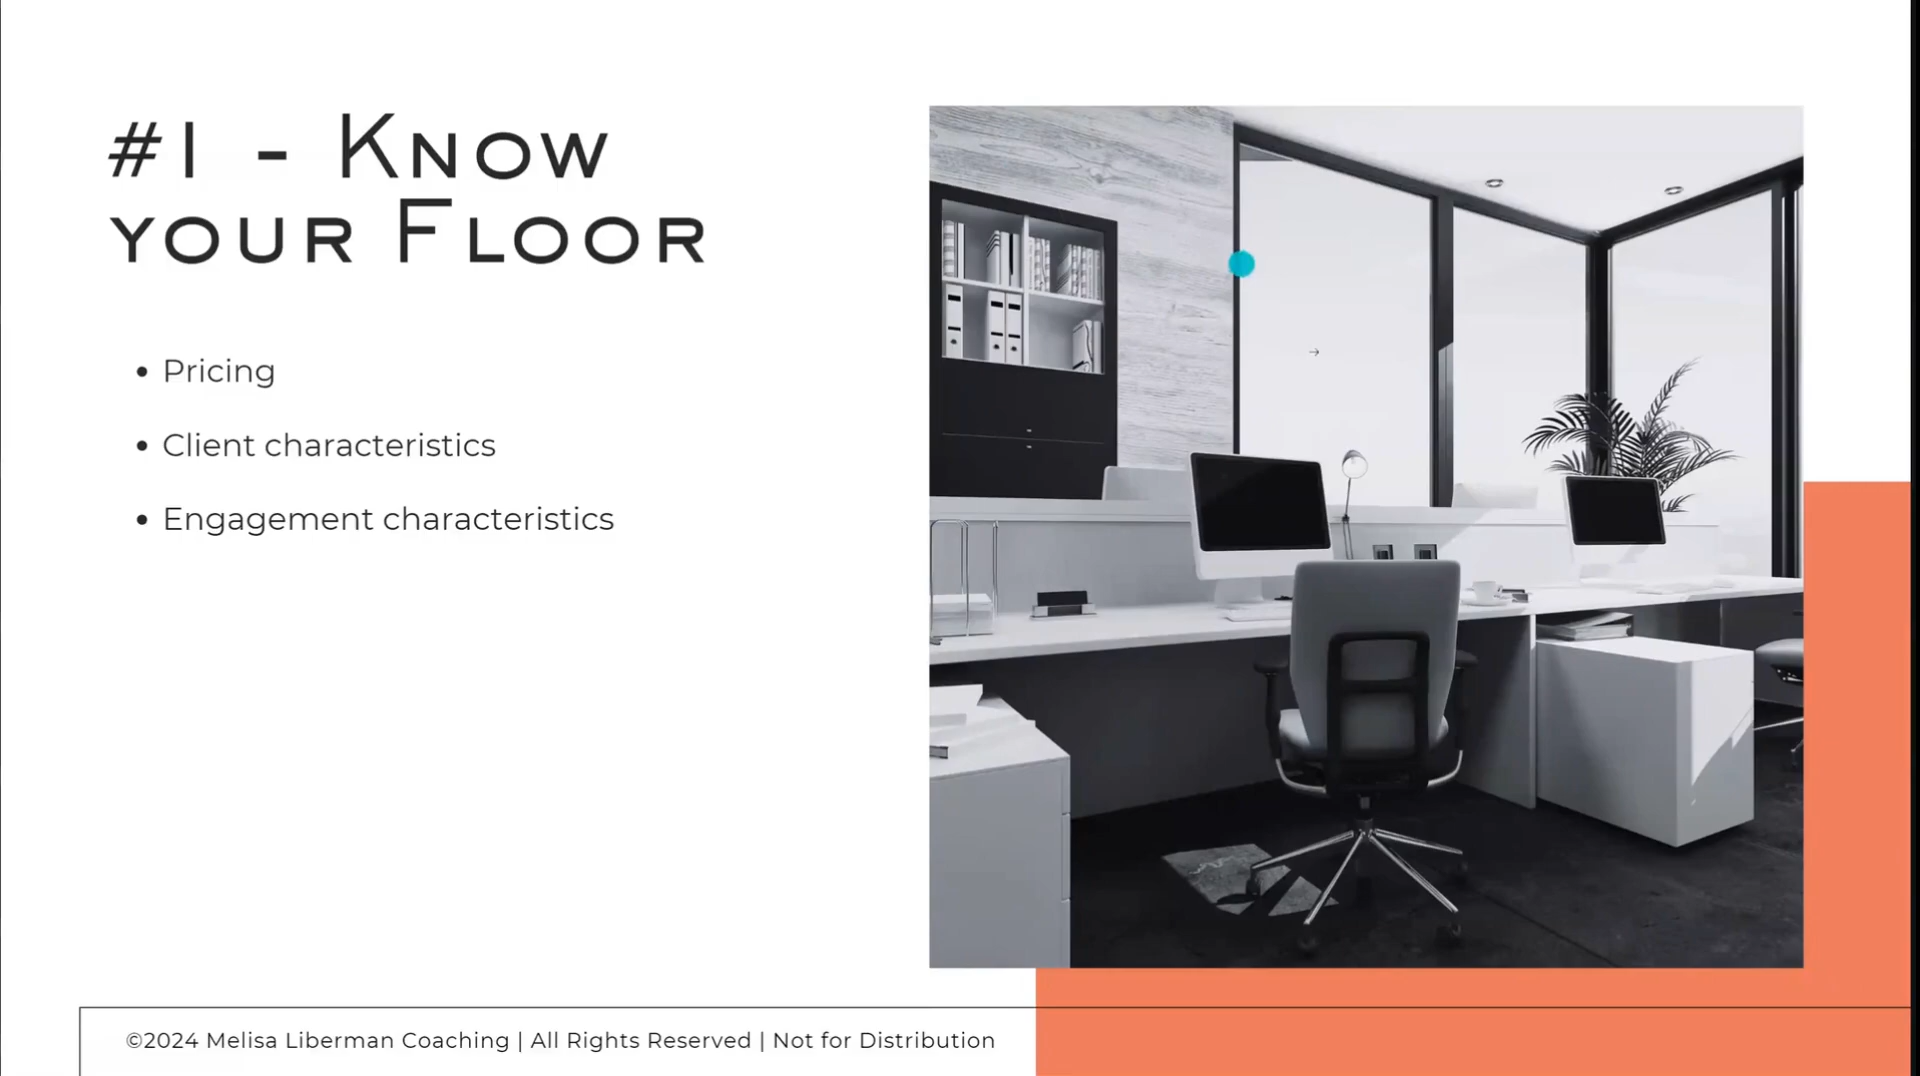 #1 - Know
your Floor
• Pricing
• Client characteristics
• Engagement characteristics
©2024 Melisa Liberman Coaching | All Rights Reserved | Not for Distribution